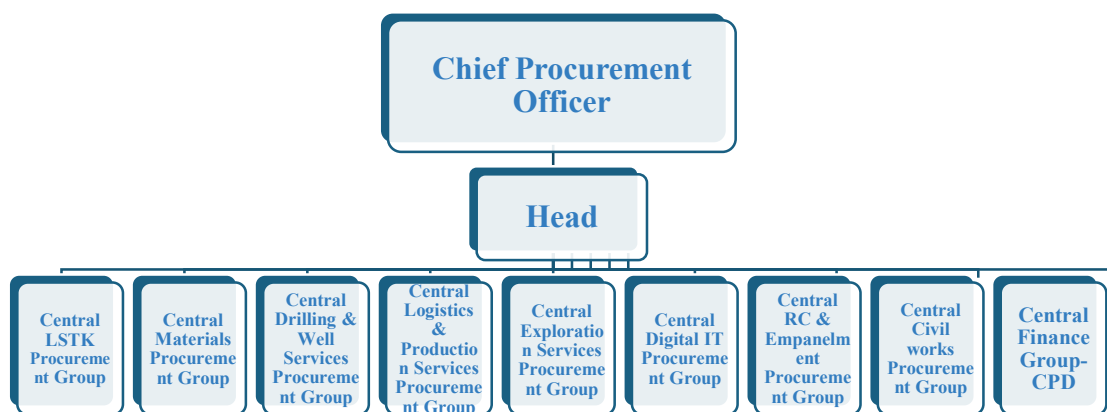 Chief Procurement
Officer
Head
Central
LSTK
Procureme
nt Group
Central
Materials
Procureme
nt Group
Central
Drilling &
Well
Services
Procureme
nt Group
Central
Logistics
&
Productio
n Services
Procureme
nt Group
Central
Exploratio
n Services
Procureme
nt Group
Central
Digital IT
Procureme
nt Group
Central
RC &
Empanelm
ent
Procureme
nt Group
Central
Civil
works
Procureme
nt Group
Central
Finance
Group-
CPD